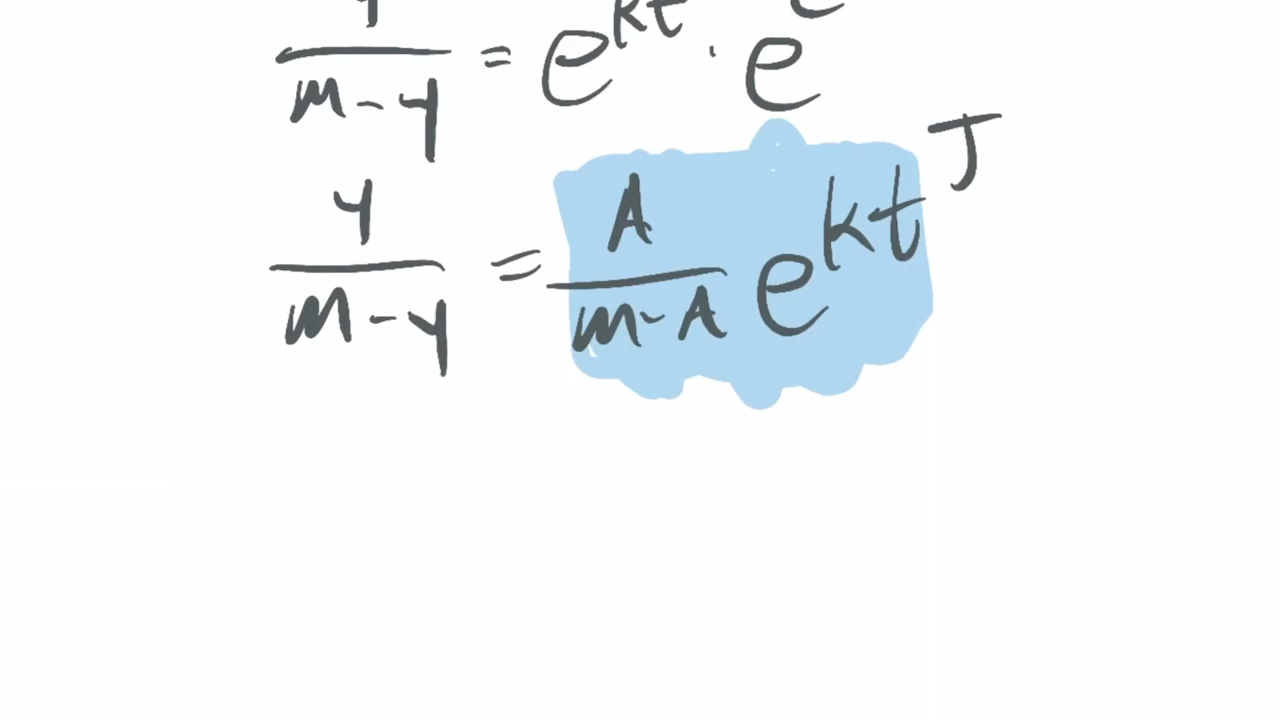 y/(m-y) = e^{kt} · e^{c}
J
y/(m-y) = A/(m-A) e^{kt}